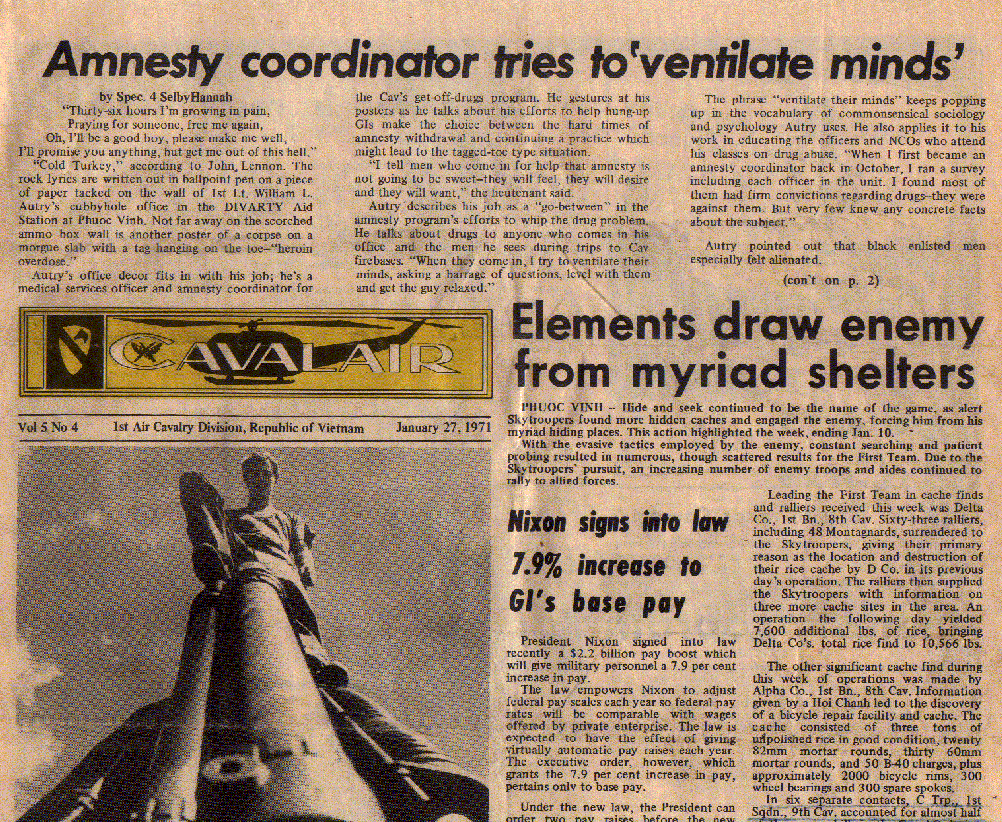 Amnesty coordinator tries to 'ventilate minds'
by Spec. 4 Selby Hannah
"Thirty-six hours I'm growing in pain,
Praying for someone, free me again,
Oh, I'll be a good boy, please make me well,
I'll promise you anything, but get me out of this hell."
"Cold Turkey," according to John Lennon. The
rock lyrics are written out in ballpoint pen on a piece
of paper tacked on the wall of 1st Lt. William L.
Autry's cubbyhole office in the DIVARTY Aid
Station at Phuoc Vinh. Not far away on the scorched
ammo box wall is another poster of a corpse on a
morgue slab with a tag hanging on the toe-"heroin
overdose."
Autry's office decor fits in with his job; he's a
medical services officer and amnesty coordinator for
the Cav's get-off-drugs program. He gestures at his
posters as he talks about his efforts to help hung-up
GIs make the choice between the hard times of
amnesty withdrawal and continuing a practice which
might lead to the tagged-toe type situation.
"I tell men who come in for help that amnesty is
not going to be sweet-they will feel, they will desire
and they will want," the lieutenant said.
Autry describes his job as a "go-between" in the
amnesty program's efforts to whip the drug problem.
He talks about drugs to anyone who comes in his
office and the men he sees during trips to Cav
firebases. "When they come in, I try to ventilate their
minds, asking a barrage of questions, level with them
and get the guy relaxed."
The phrase "ventilate their minds" keeps popping
up in the vocabulary of commonsensical sociology
and psychology Autry uses. He also applies it to his
work in educating the officers and NCOs who attend
his classes on drug abuse. "When I first became an
amnesty coordinator back in October, I ran a survey
including each officer in the unit. I found most of
them had firm convictions regarding drugs-they were
against them. But very few knew any concrete facts
about the subject."
Autry pointed out that black enlisted men
especially felt alienated.
(con't on p. 2)
CAVALAIR
Vol 5 No 4 1st Air Cavalry Division, Republic of Vietnam January 27, 1971
Elements draw enemy
from myriad shelters
PHUOC VINH - Hide and seek continued to be the name of the game, as alert
Skytroopers found more hidden caches and engaged the enemy, forcing him from his
myriad hiding places. This action highlighted the week, ending Jan. 10.
With the evasive tactics employed by the enemy, constant searching and patient
probing resulted in numerous, though scattered results for the First Team. Due to the
Skytroopers' pursuit, an increasing number of enemy troops and aides continued to
rally to allied forces.
Nixon signs into law
7.9% increase to
GI's base pay
President Nixon signed into law
recently a $2.2 billion pay boost which
will give military personnel a 7.9 per cent
increase in pay.
The law empowers Nixon to adjust
federal pay scales each year so federal pay
rates will be comparable with wages
offered by private enterprise. The law is
expected to have the effect of giving
virtually automatic pay raises each year.
The executive order, however, which
grants the 7.9 per cent increase in pay,
pertains only to base pay.
Under the new law, the President can
order two pay raises before the new
Leading the First Team in cache finds
and ralliers received this week was Delta
Co., 1st Bn., 8th Cav. Sixty-three ralliers,
including 48 Montagnards, surrendered to
the Skytroopers, giving their primary
reason as the location and destruction of
their rice cache by D Co. in its previous
day's operation. The ralliers then supplied
the Skytroopers with information on
three more cache sites in the area. An
operation the following day yielded
7,600 additional lbs. of rice, bringing
Delta Co's. total rice find to 10,566 lbs.
The other significant cache find during
this week of operations was made by
Alpha Co., 1st Bn., 8th Cav. Information
given by a Hoi Chanh led to the discovery
of a bicycle repair facility and cache. The
cache consisted of three tons of
unpolished rice in good condition, twenty
82mm mortar rounds, thirty 60mm
mortar rounds, and 50 B-40 charges, plus
approximately 2000 bicycle rims, 300
wheel bearings and 300 spare spokes.
In six separate contacts, C Trp., 1st
Sqdn., 9th Cav. accounted for almost half